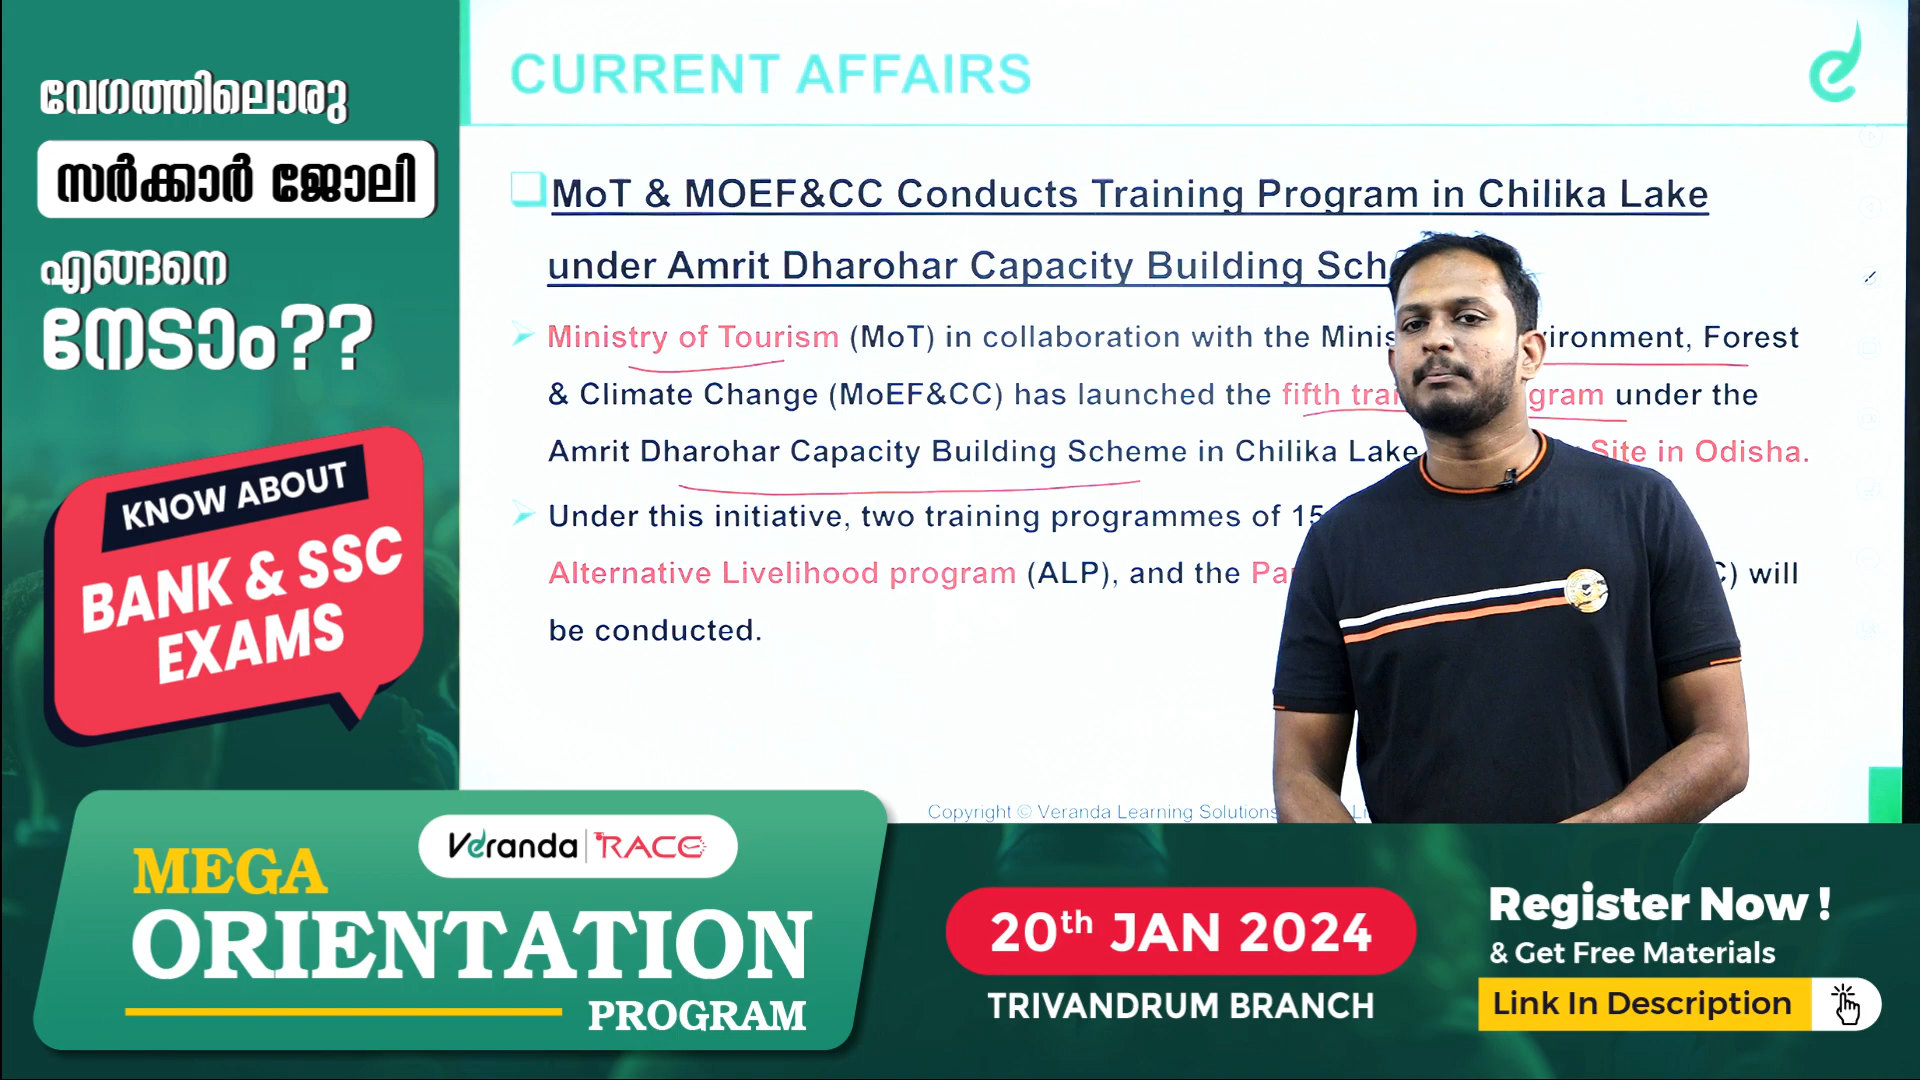 വേഗത്തിലൊരു
സർക്കാർ ജോലി
എങ്ങനെ
നേടാം??
KNOW ABOUT
BANK & SSC
EXAMS
CURRENT AFFAIRS
MoT & MOEF&CC Conducts Training Program in Chilika Lake
under Amrit Dharohar Capacity Building Sch
Ministry of Tourism (MoT) in collaboration with the Minis ironment, Forest
& Climate Change (MoEF&CC) has launched the fifth trai gram under the
Amrit Dharohar Capacity Building Scheme in Chilika Lake Site in Odisha.
Under this initiative, two training programmes of 15
Alternative Livelihood program (ALP), and the Pa C) will
be conducted.
Copyright © Veranda Learning Solutions Li
Veranda RACE
MEGA
ORIENTATION
PROGRAM
20th JAN 2024
TRIVANDRUM BRANCH
Register Now !
& Get Free Materials
Link In Description